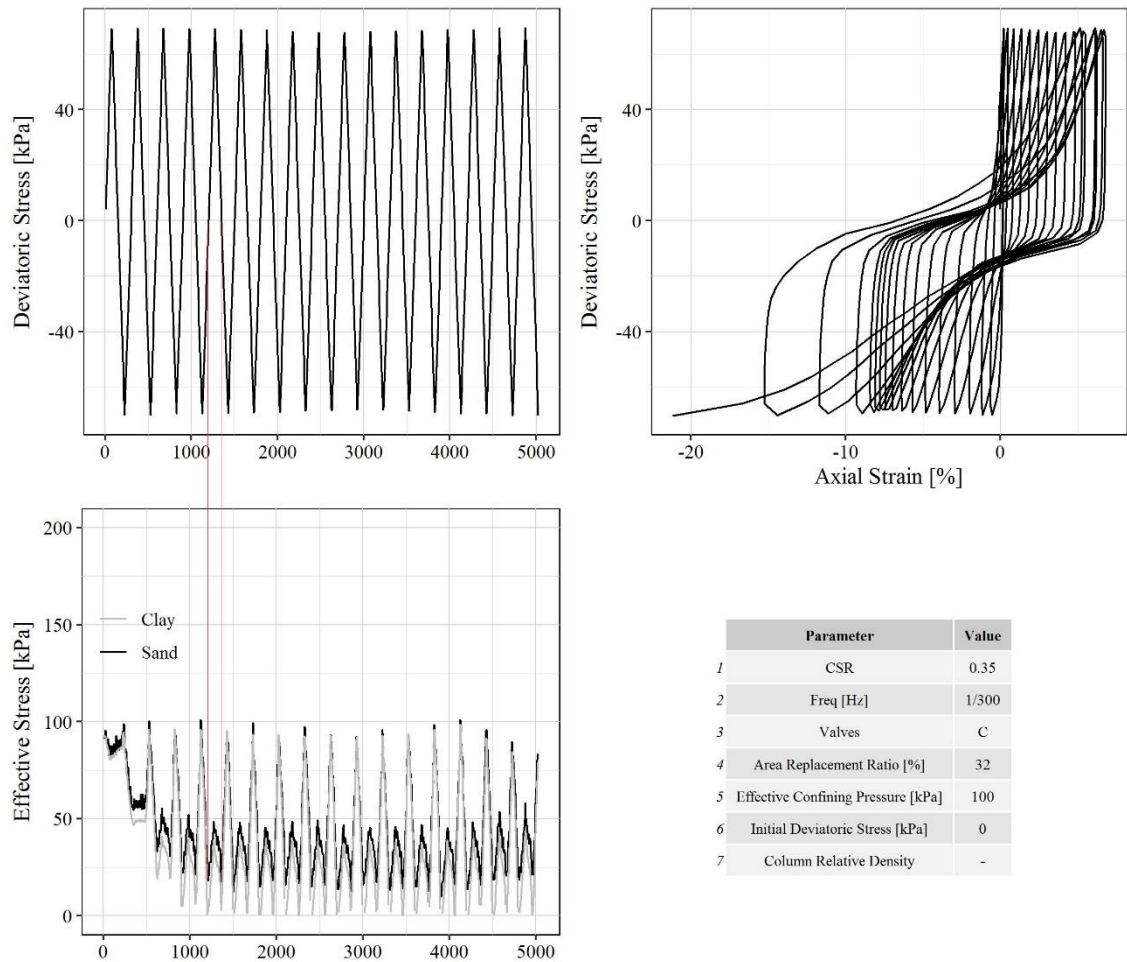 Deviatoric Stress [kPa]
40
0
-40
0 1000 2000 3000 4000 5000
Deviatoric Stress [kPa]
40
0
-40
-20 -10 0
Axial Strain [%]
Effective Stress [kPa]
200
150
100
50
0
Clay
Sand
0 1000 2000 3000 4000 5000
Parameter Value
1 CSR 0.35
2 Freq [Hz] 1/300
3 Valves C
4 Area Replacement Ratio [%] 32
5 Effective Confining Pressure [kPa] 100
6 Initial Deviatoric Stress [kPa] 0
7 Column Relative Density -